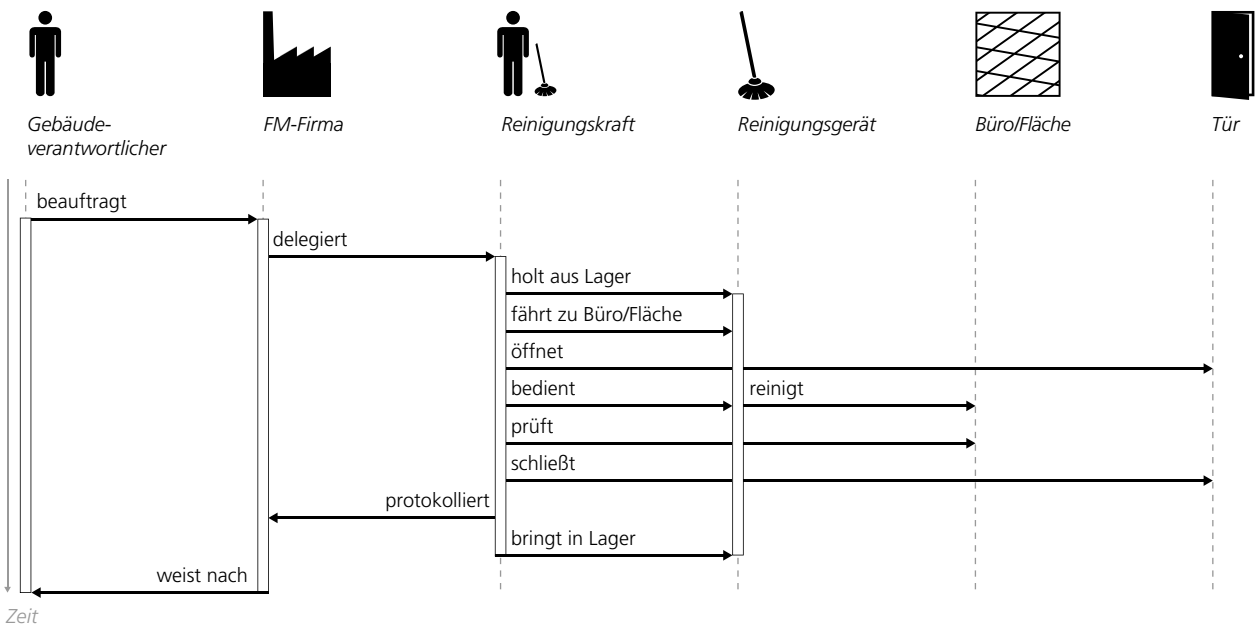 Gebäude-
verantwortlicher
FM-Firma
Reinigungskraft
Reinigungsgerät
Büro/Fläche
Tür
beauftragt
delegiert
holt aus Lager
fährt zu Büro/Fläche
öffnet
bedient
reinigt
prüft
schließt
protokolliert
bringt in Lager
weist nach
Zeit